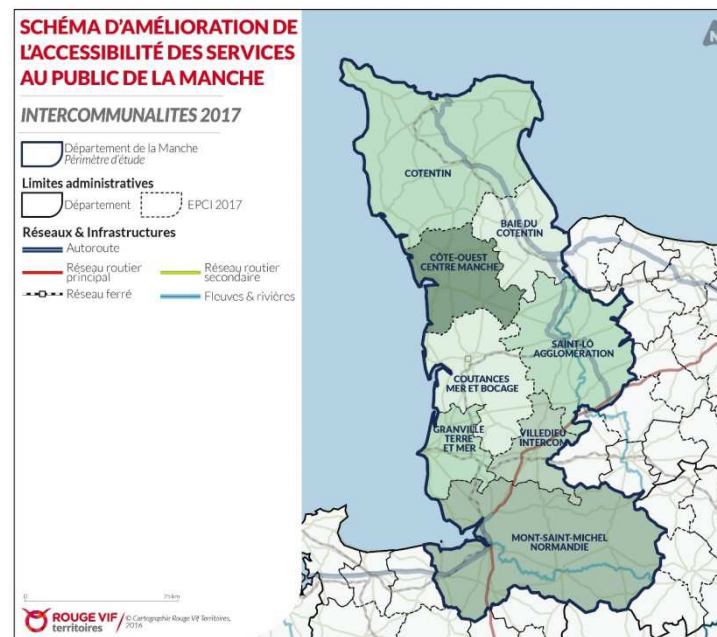 SCHÉMA D'AMÉLIORATION DE
L'ACCESSIBILITÉ DES SERVICES
AU PUBLIC DE LA MANCHE
INTERCOMMUNALITES 2017
Département de la Manche
Périmètre d'étude
Limites administratives
Département
EPCI 2017
Réseaux & Infrastructures
Autoroute
Réseau routier
principal
Réseau routier
secondaire
Réseau ferré
Fleuves & rivières
COTENTIN
BAIE DU
COTENTIN
CÔTE-OUEST
CENTRE MANCHE
SAINT-LÔ
AGGLOMÉRATION
COUTANCES
MER ET BOCAGE
GRANVILLE
TERRE
ET MER
VILLEDIEU
INTERCOM
MONT-SAINT-MICHEL
NORMANDIE
0
25km
ROUGE VIF
territoires
© Cartographie Rouge Vif Territoires,
2016